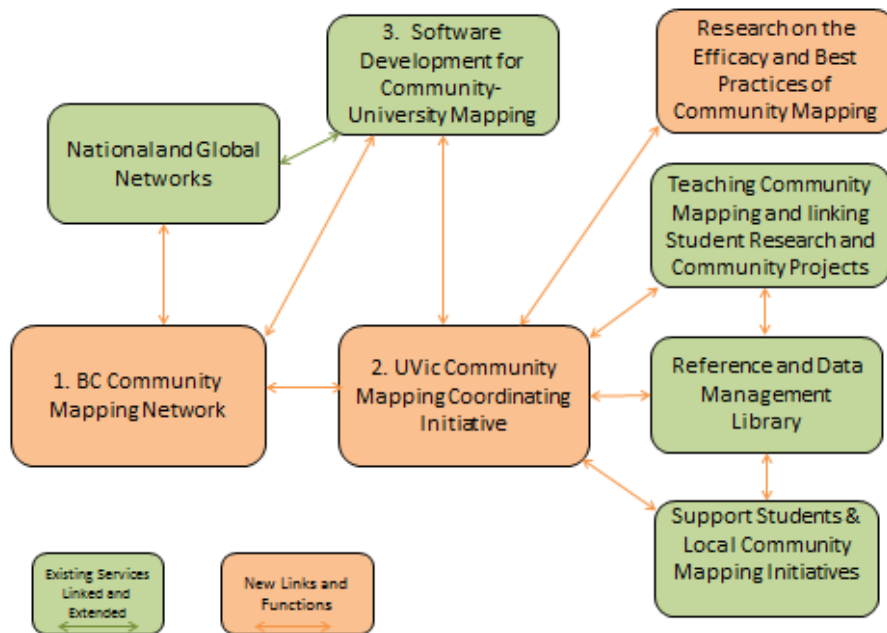 3. Software
Development for
Community-
University Mapping
Research on the
Efficacy and Best
Practices of
Community Mapping
National and Global
Networks
Teaching Community
Mapping and linking
Student Research and
Community Projects
1. BC Community
Mapping Network
2. UVic Community
Mapping Coordinating
Initiative
Reference and Data
Management
Library
Support Students &
Local Community
Mapping Initiatives
Existing Services
Linked and
Extended
New Links and
Functions